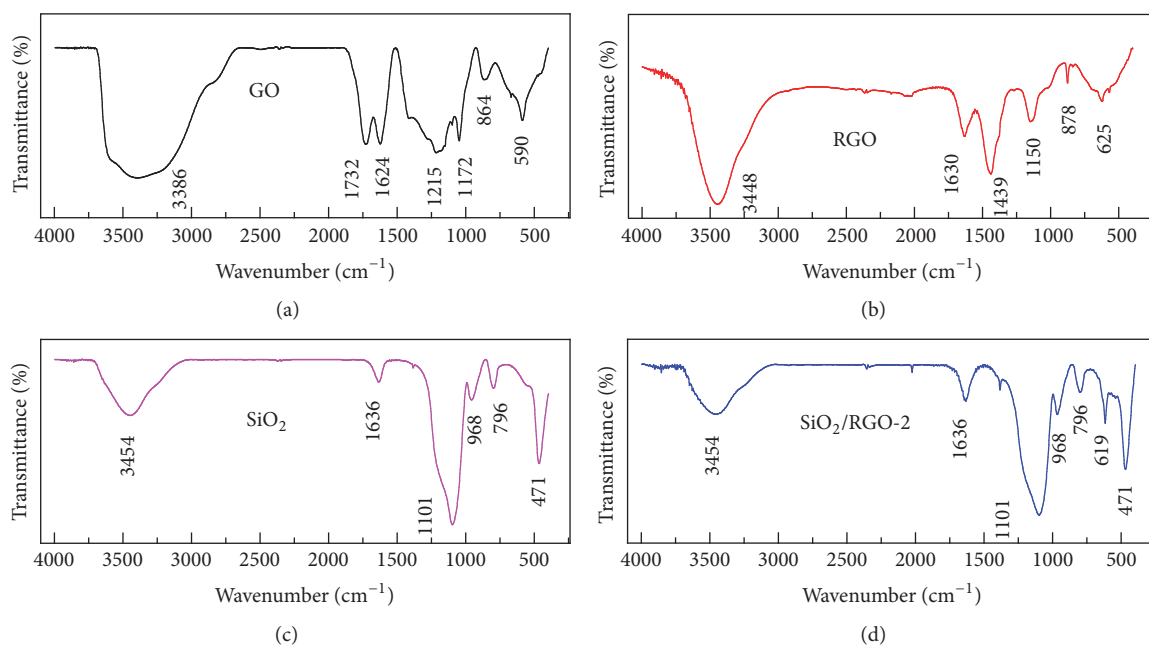 Transmittance (%)
GO
3386
1732
1624
1215
1172
864
590
4000 3500 3000 2500 2000 1500 1000 500
Wavenumber (cm⁻¹)
(a)
Transmittance (%)
RGO
3448
1630
1439
1150
878
625
4000 3500 3000 2500 2000 1500 1000 500
Wavenumber (cm⁻¹)
(b)
Transmittance (%)
SiO₂
3454
1636
1101
968
796
471
4000 3500 3000 2500 2000 1500 1000 500
Wavenumber (cm⁻¹)
(c)
Transmittance (%)
SiO₂/RGO-2
3454
1636
1101
968
796
619
471
4000 3500 3000 2500 2000 1500 1000 500
Wavenumber (cm⁻¹)
(d)